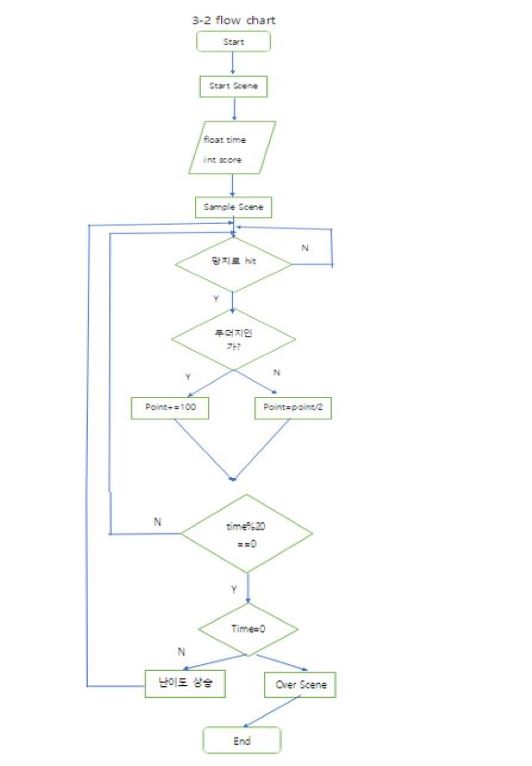 3-2 flow chart
Start
Start Scene
float time
int score
Sample Scene
망치로 hit
N
Y
두더지인
가?
Y
N
Point+=100
Point=point/2
N
time%20
==0
Y
Time=0
N
난이도 상승
Over Scene
End